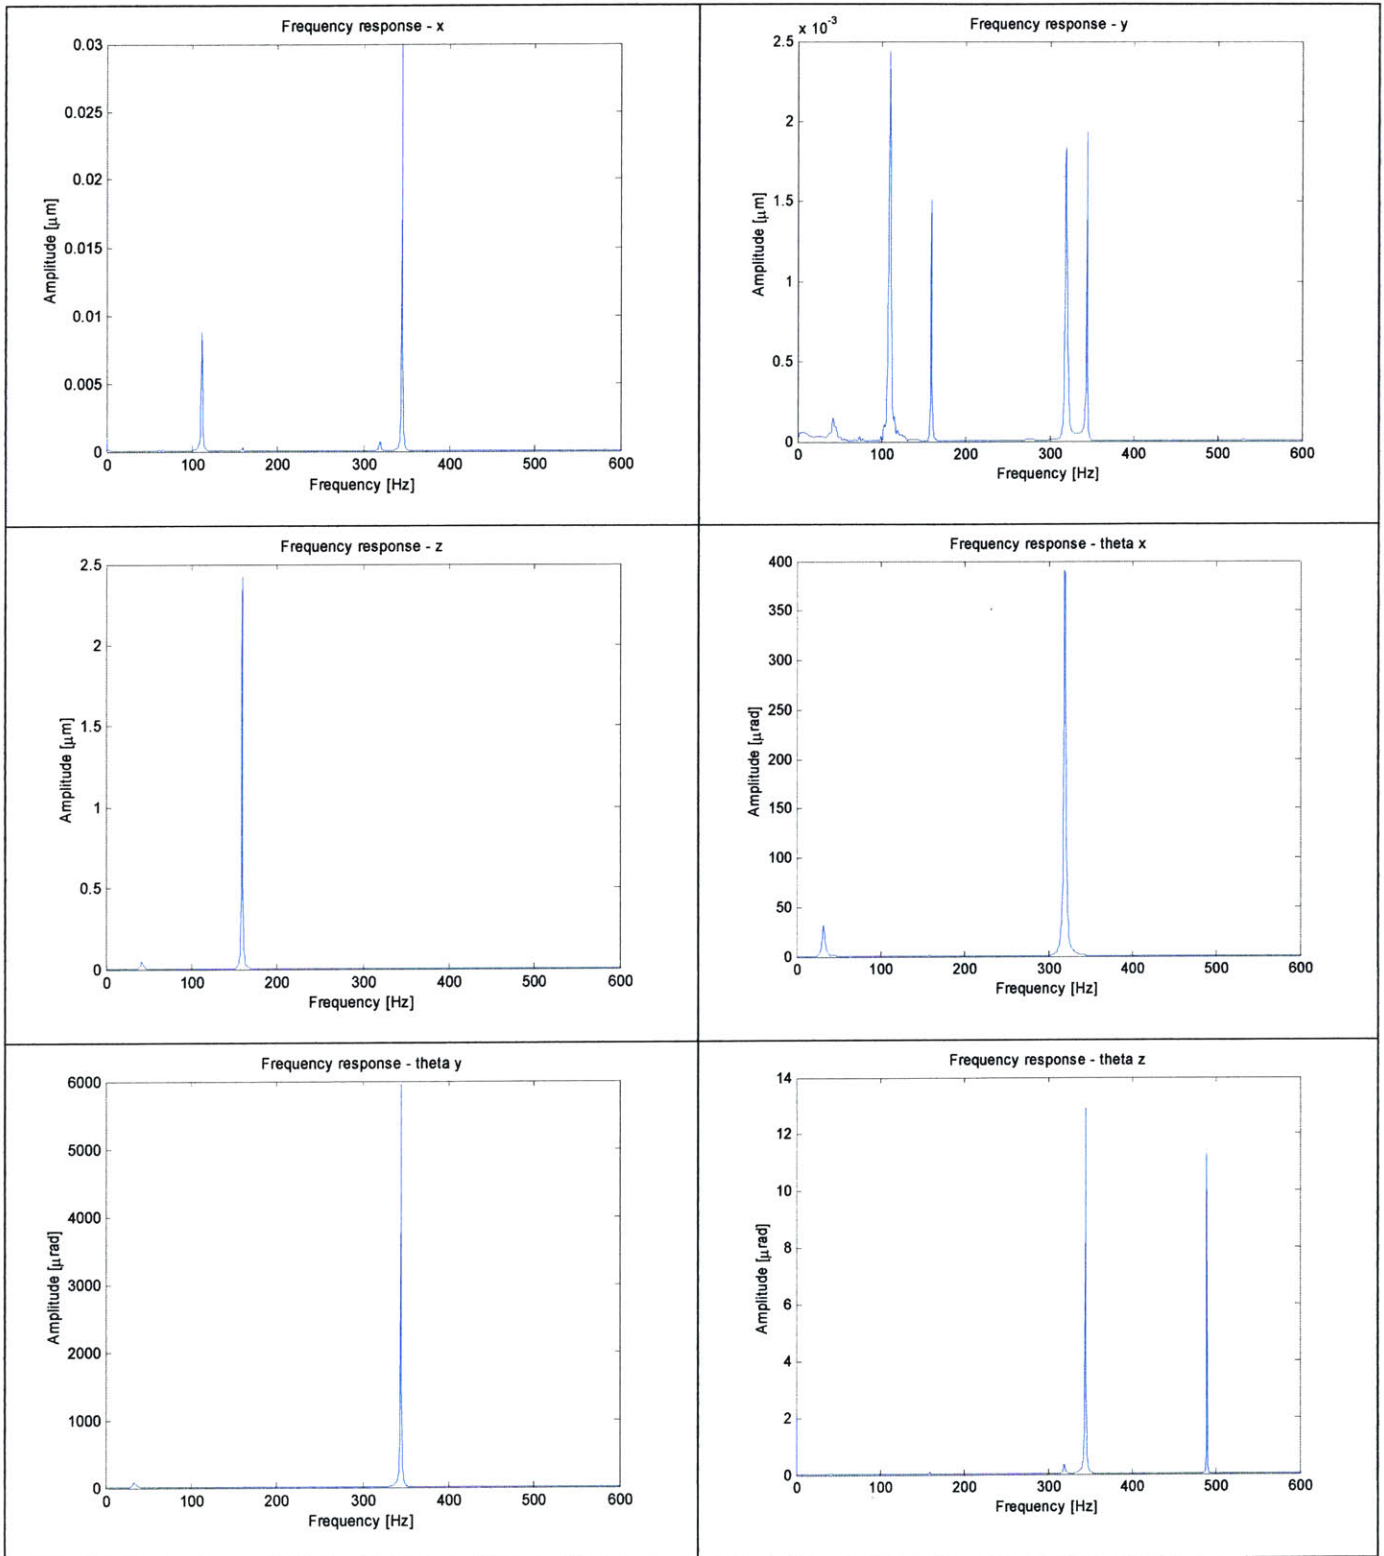 Frequency response - x
0.03
0.025
0.02
0.015
0.01
0.005
0
Amplitude [μm]
0 100 200 300 400 500 600
Frequency [Hz]
Frequency response - y
x 10⁻³
2.5
2
1.5
1
0.5
0
Amplitude [μm]
0 100 200 300 400 500 600
Frequency [Hz]
Frequency response - z
2.5
2
1.5
1
0.5
0
Amplitude [μm]
0 100 200 300 400 500 600
Frequency [Hz]
Frequency response - theta x
400
350
300
250
200
150
100
50
0
Amplitude [μrad]
0 100 200 300 400 500 600
Frequency [Hz]
Frequency response - theta y
6000
5000
4000
3000
2000
1000
0
Amplitude [μrad]
0 100 200 300 400 500 600
Frequency [Hz]
Frequency response - theta z
14
12
10
8
6
4
2
0
Amplitude [μrad]
0 100 200 300 400 500 600
Frequency [Hz]